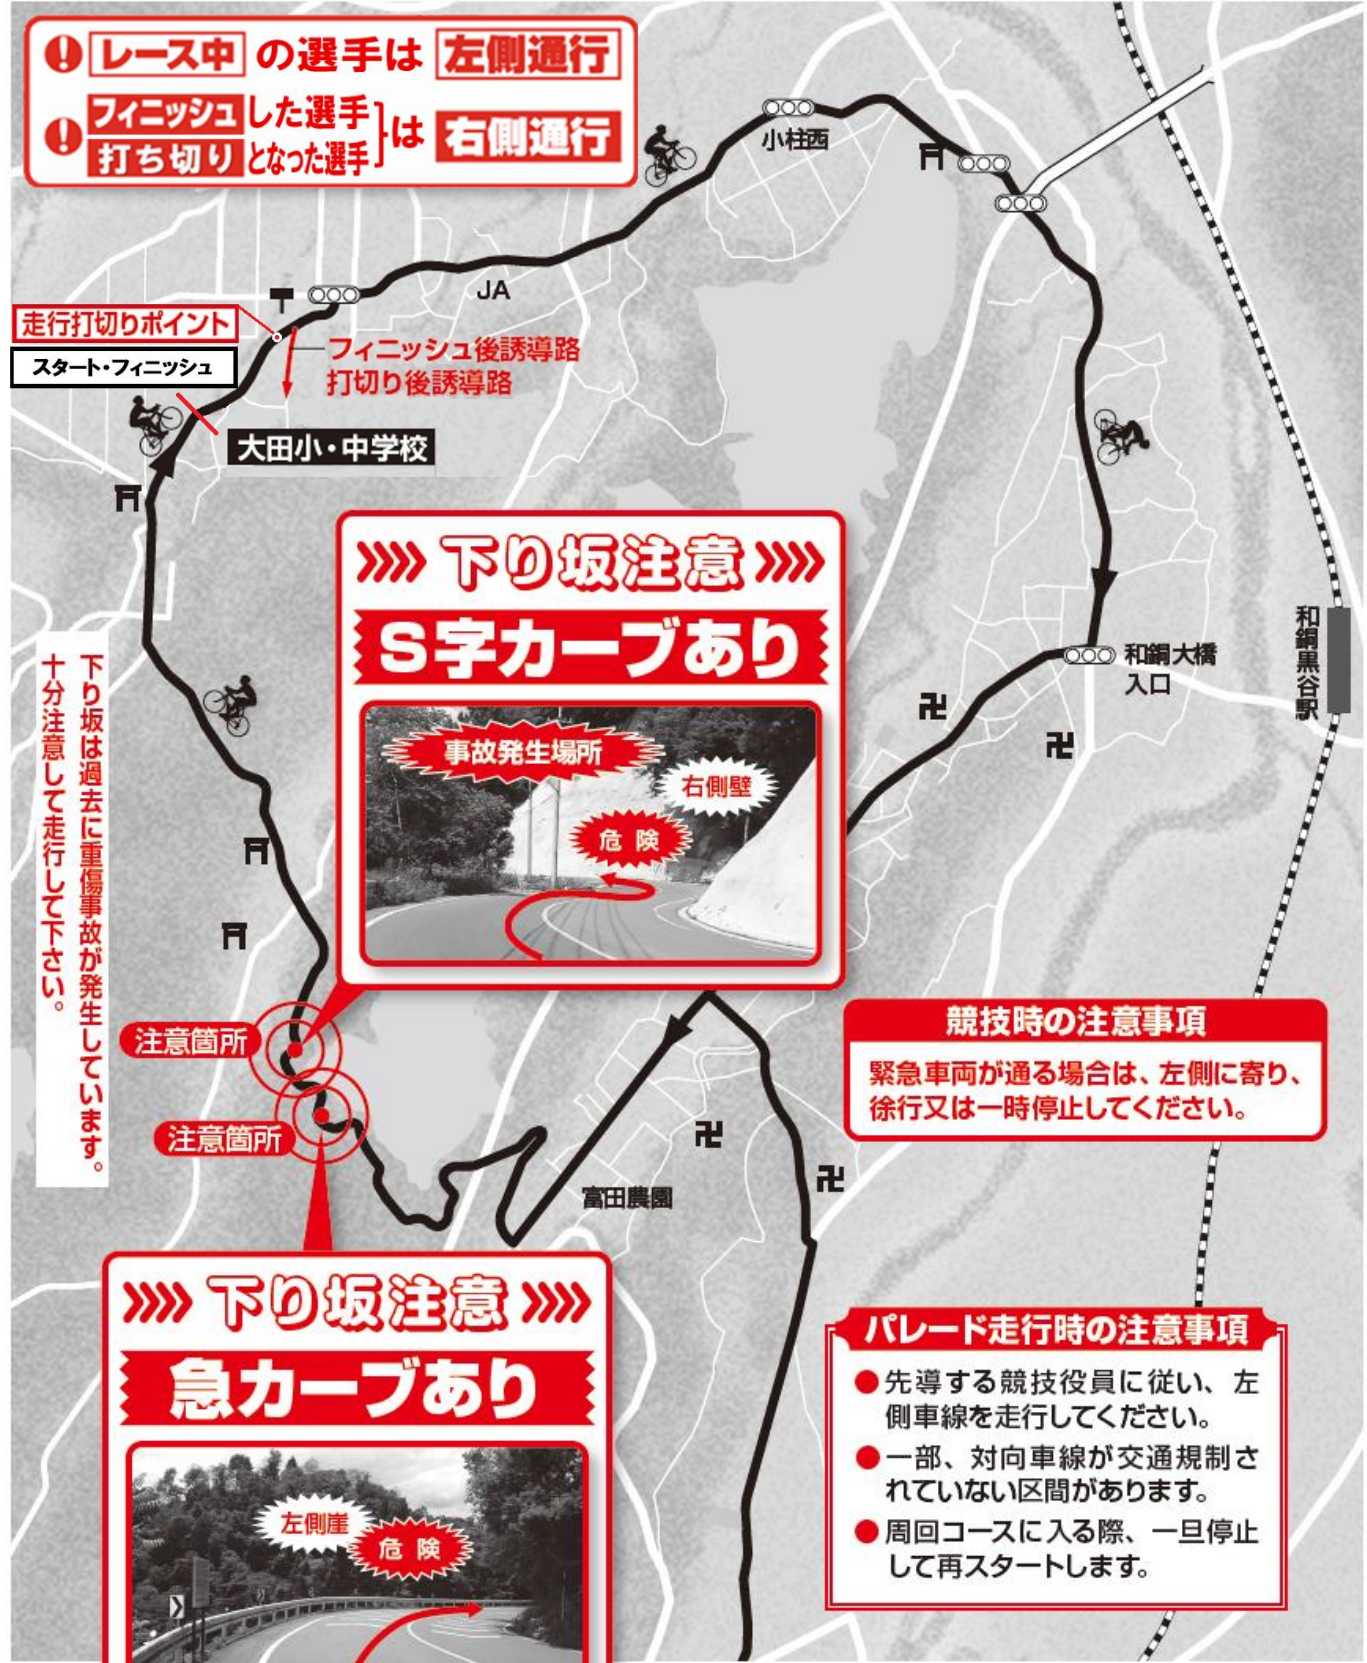 レース中 の選手は 左側通行
フィニッシュ した選手
打ち切り となった選手
は 右側通行
小柱西
JA
走行打切りポイント
スタート・フィニッシュ
フィニッシュ後誘導路
打切り後誘導路
大田小・中学校
下り坂注意
S字カーブあり
事故発生場所
右側壁
危険
和銅大橋
入口
和銅黒谷駅
下り坂は過去に重傷事故が発生しています。
十分注意して走行して下さい。
注意箇所
注意箇所
競技時の注意事項
緊急車両が通る場合は、左側に寄り、
徐行又は一時停止してください。
富田農園
下り坂注意
急カーブあり
左側崖
危険
パレード走行時の注意事項
●先導する競技役員に従い、左
側車線を走行してください。
●一部、対向車線が交通規制さ
れていない区間があります。
●周回コースに入る際、一旦停止
して再スタートします。